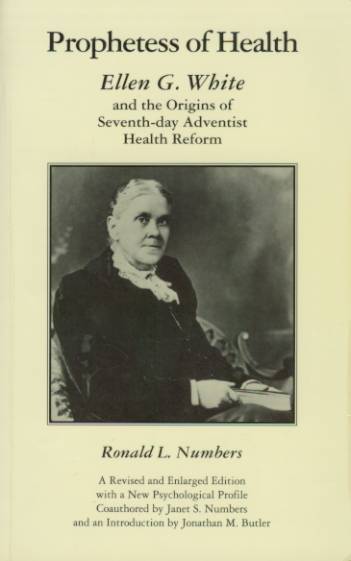 Prophetess of Health
Ellen G. White
and the Origins of
Seventh-day Adventist
Health Reform
Ronald L. Numbers
A Revised and Enlarged Edition
with a New Psychological Profile
Coauthored by Janet S. Numbers
and an Introduction by Jonathan M. Butler